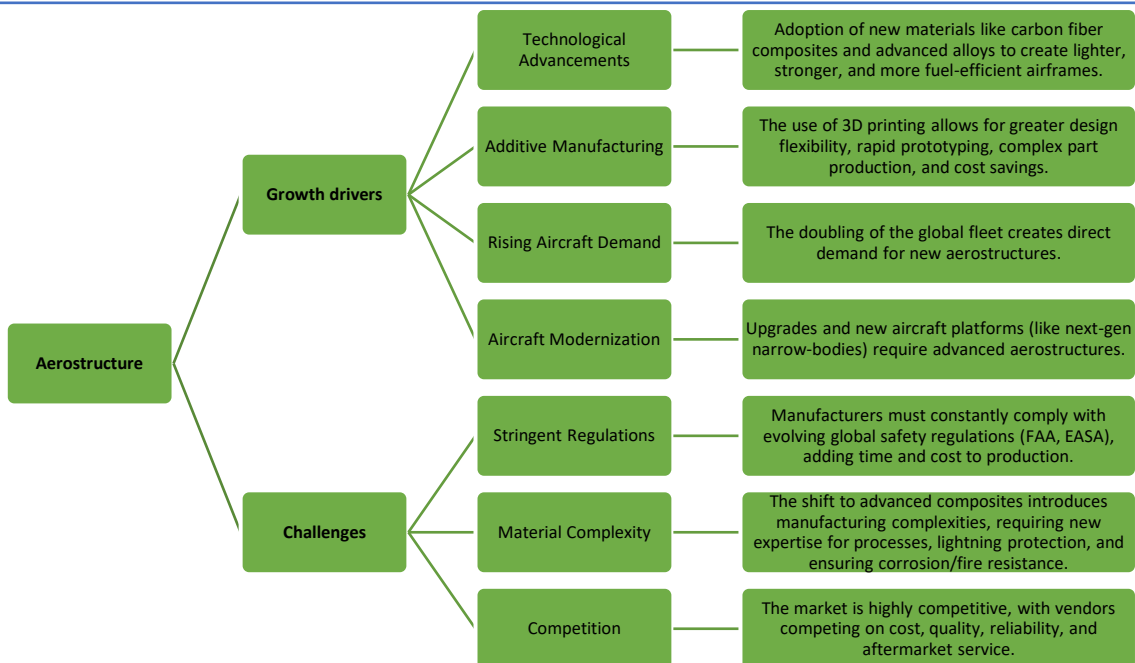 Aerostructure
Growth drivers
Technological
Advancements
Adoption of new materials like carbon fiber
composites and advanced alloys to create lighter,
stronger, and more fuel-efficient airframes.
Additive Manufacturing
The use of 3D printing allows for greater design
flexibility, rapid prototyping, complex part
production, and cost savings.
Rising Aircraft Demand
The doubling of the global fleet creates direct
demand for new aerostructures.
Aircraft Modernization
Upgrades and new aircraft platforms (like next-gen
narrow-bodies) require advanced aerostructures.
Challenges
Stringent Regulations
Manufacturers must constantly comply with
evolving global safety regulations (FAA, EASA),
adding time and cost to production.
Material Complexity
The shift to advanced composites introduces
manufacturing complexities, requiring new
expertise for processes, lightning protection, and
ensuring corrosion/fire resistance.
Competition
The market is highly competitive, with vendors
competing on cost, quality, reliability, and
aftermarket service.